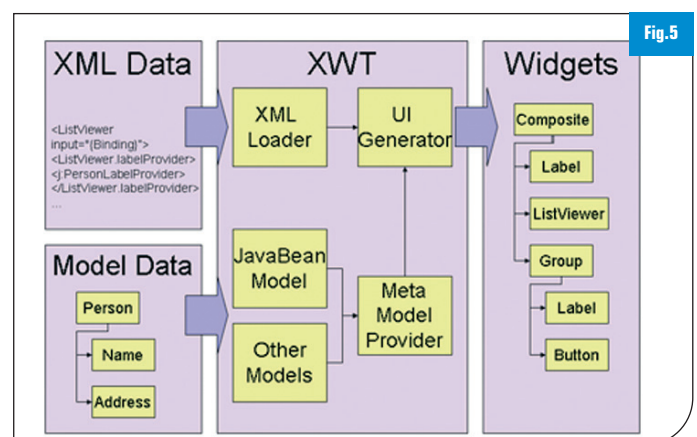 Fig.5
XML Data
<ListViewer
input="{Binding}">
<ListViewer.labelProvider>
<j:PersonLabelProvider>
</ListViewer.labelProvider>
...
Model Data
Person
Name
Address
XWT
XML
Loader
UI
Generator
JavaBean
Model
Other
Models
Meta
Model
Provider
Widgets
Composite
Label
ListViewer
Group
Label
Button